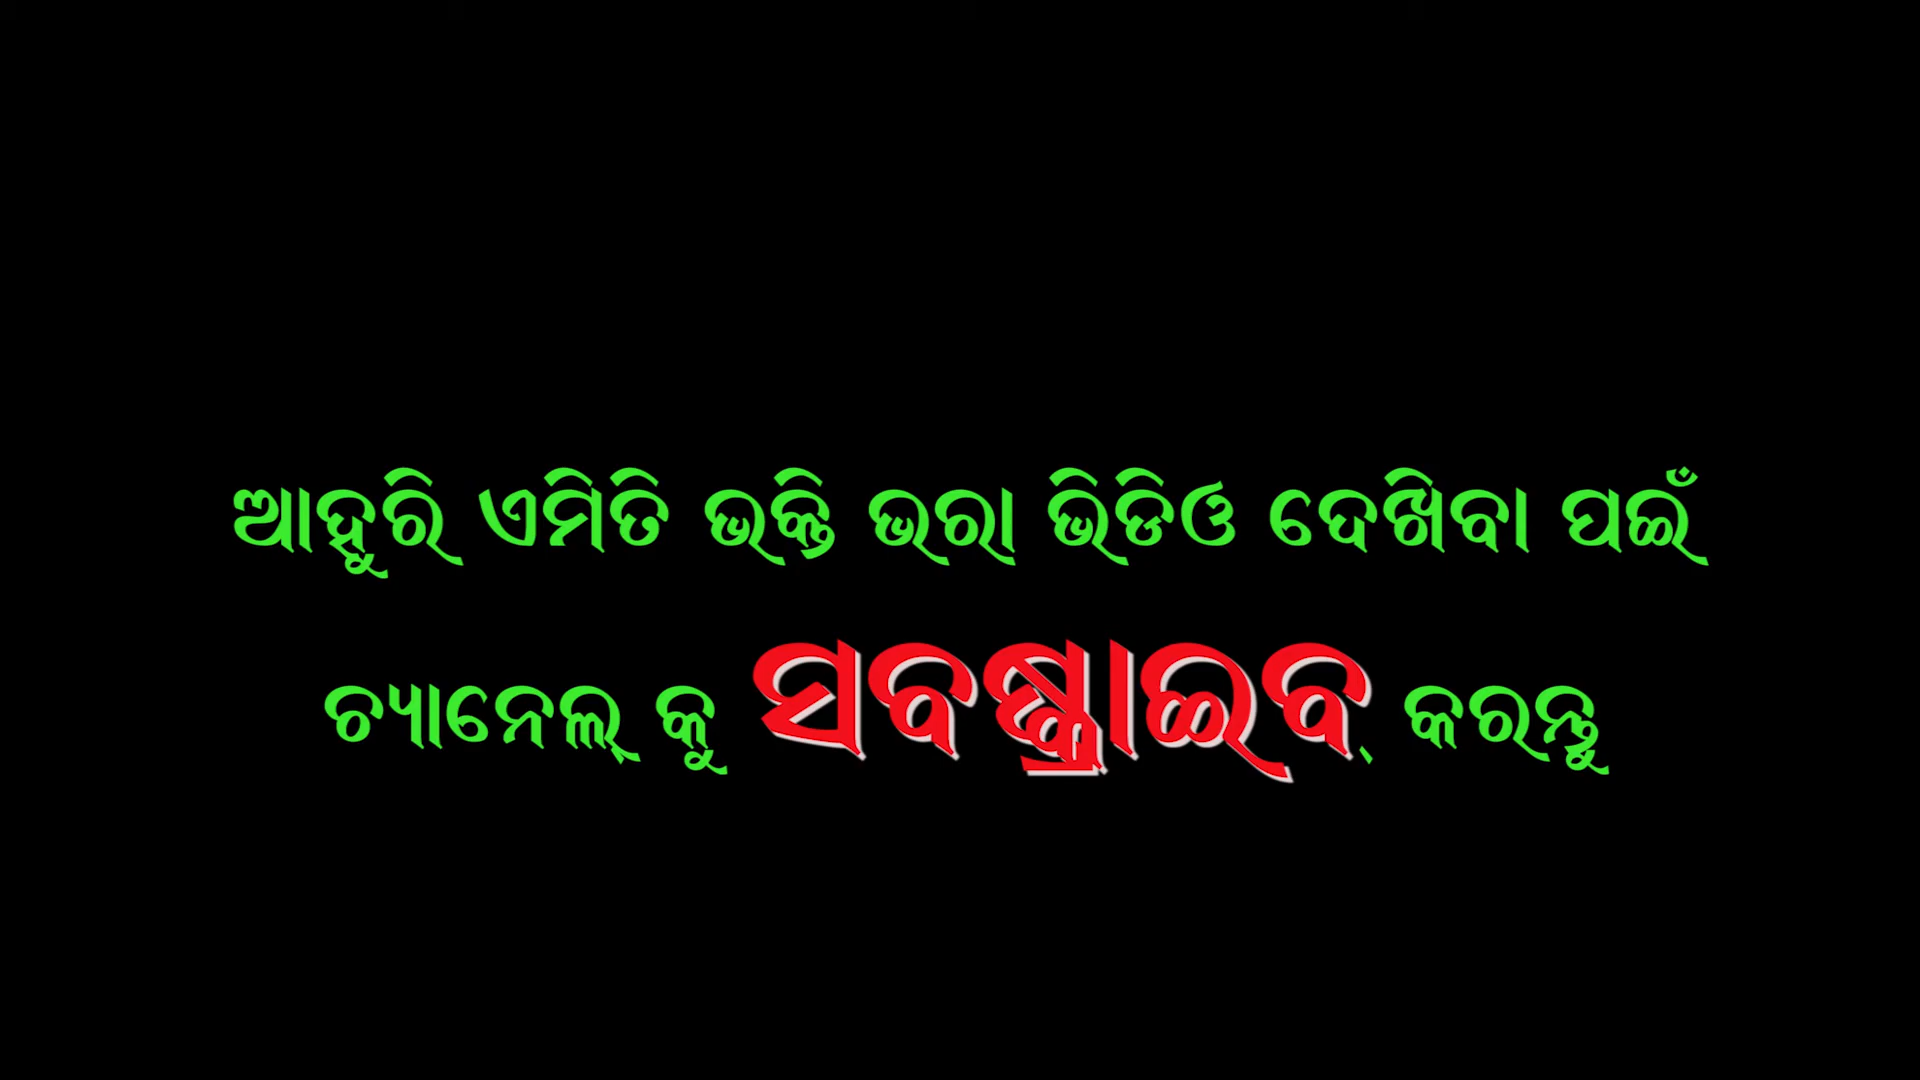 ଆହୁରି ଏମିତି ଭକ୍ତି ଭରା ଭିଡିଓ ଦେଖିବା ପଇଁ
ଚ୍ୟାନେଲ୍ କୁ ସବସ୍କ୍ରାଇବ୍ କରନ୍ତୁ